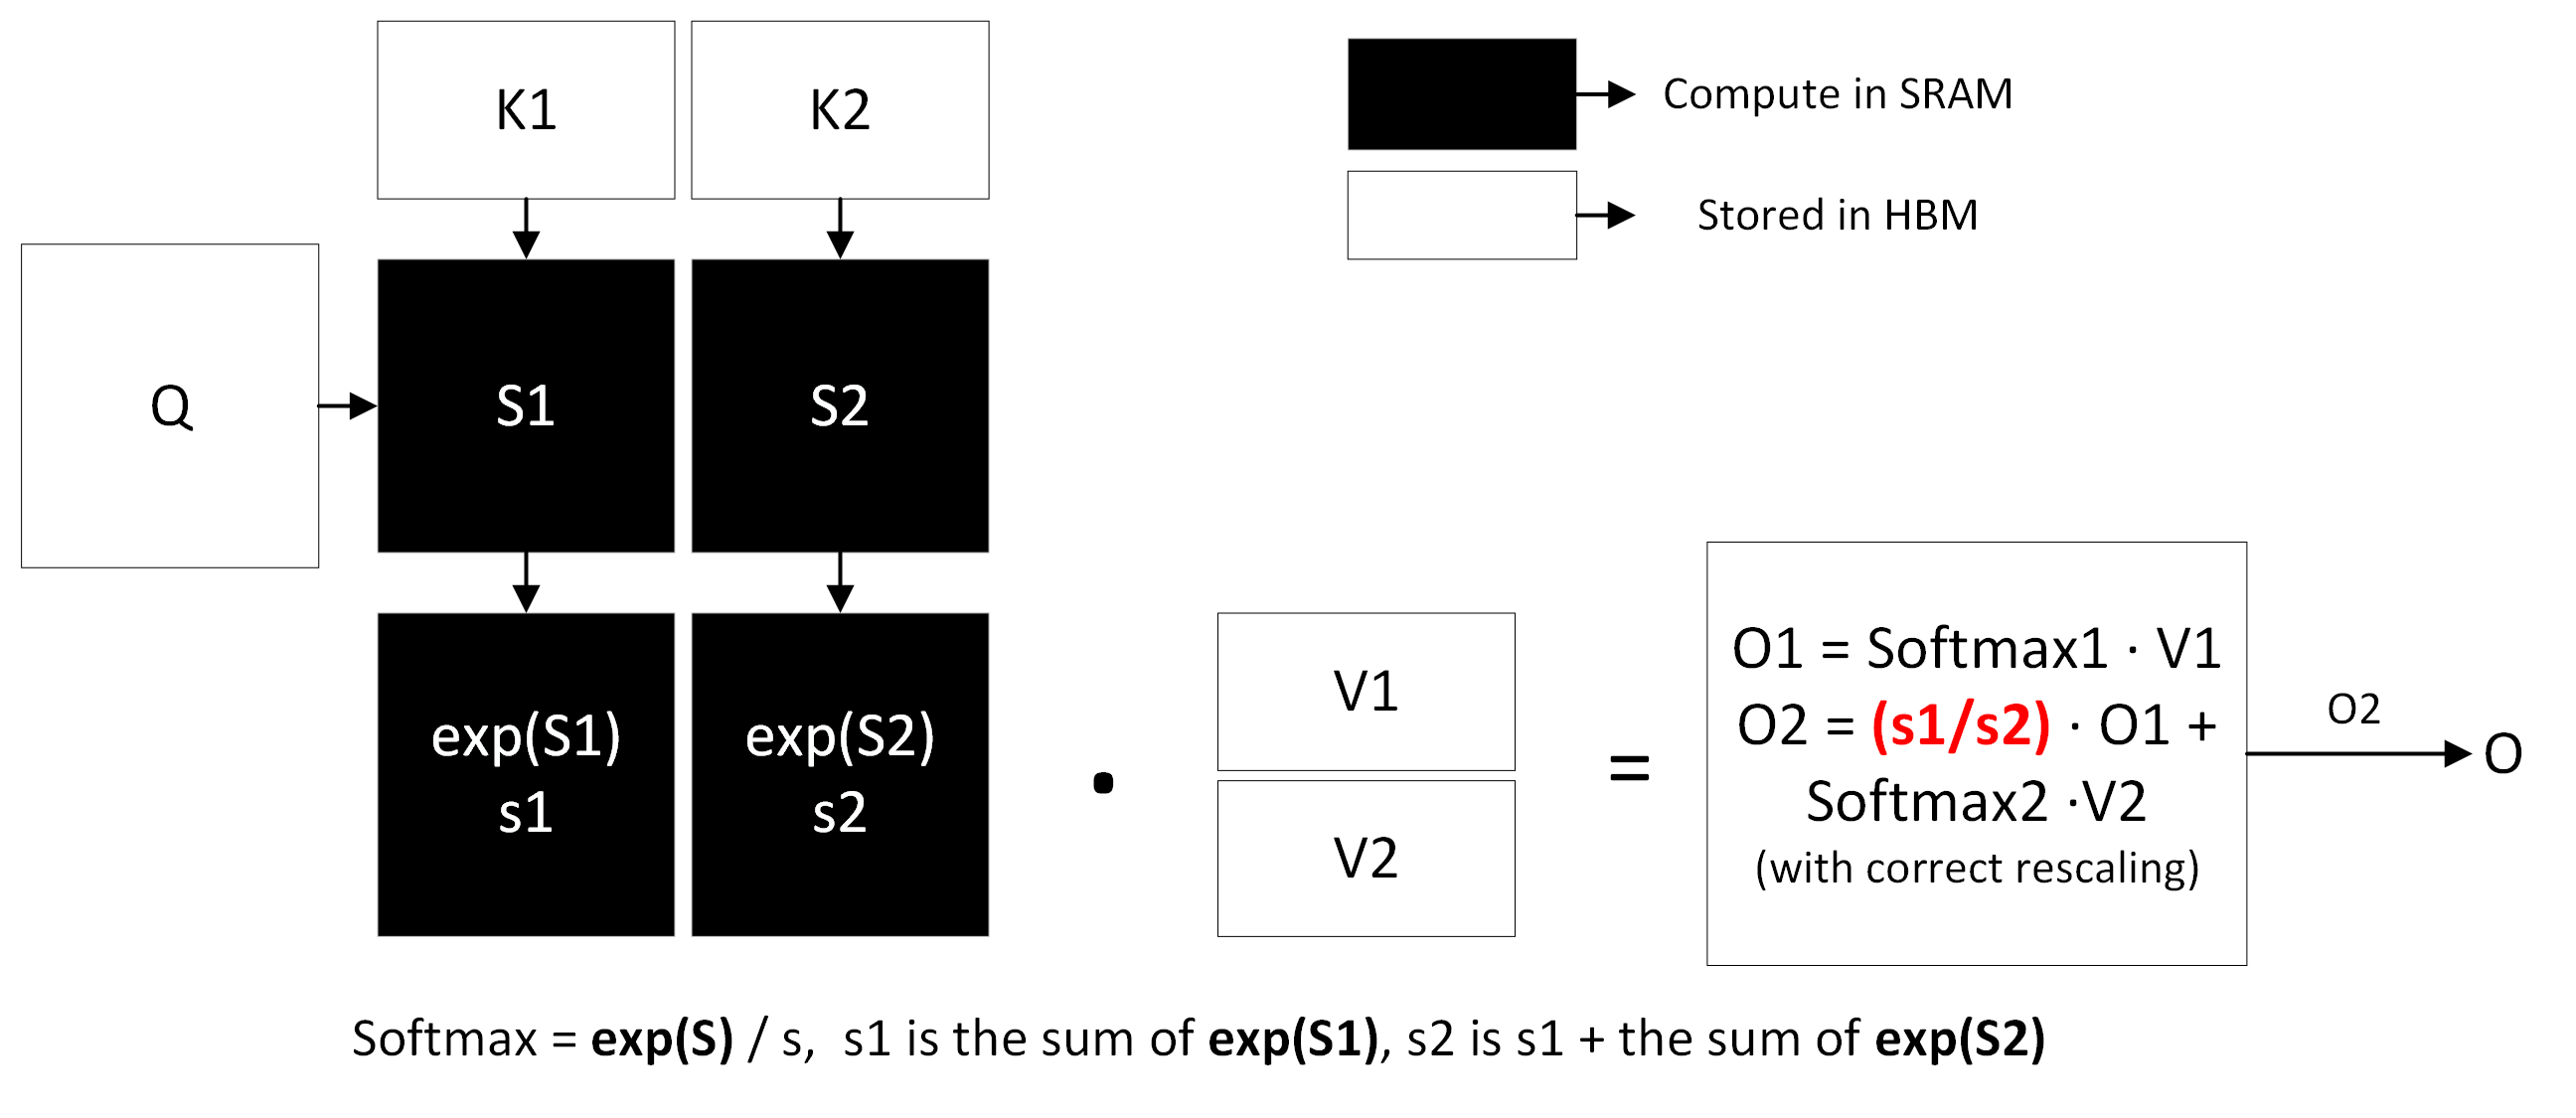 K1
K2
Compute in SRAM
Stored in HBM
Q
S1
S2
exp(S1)
s1
exp(S2)
s2
.
V1
V2
=
O1 = Softmax1 · V1
O2 = (s1/s2) · O1 +
Softmax2 ·V2
(with correct rescaling)
O2
O
Softmax = exp(S) / s, s1 is the sum of exp(S1), s2 is s1 + the sum of exp(S2)